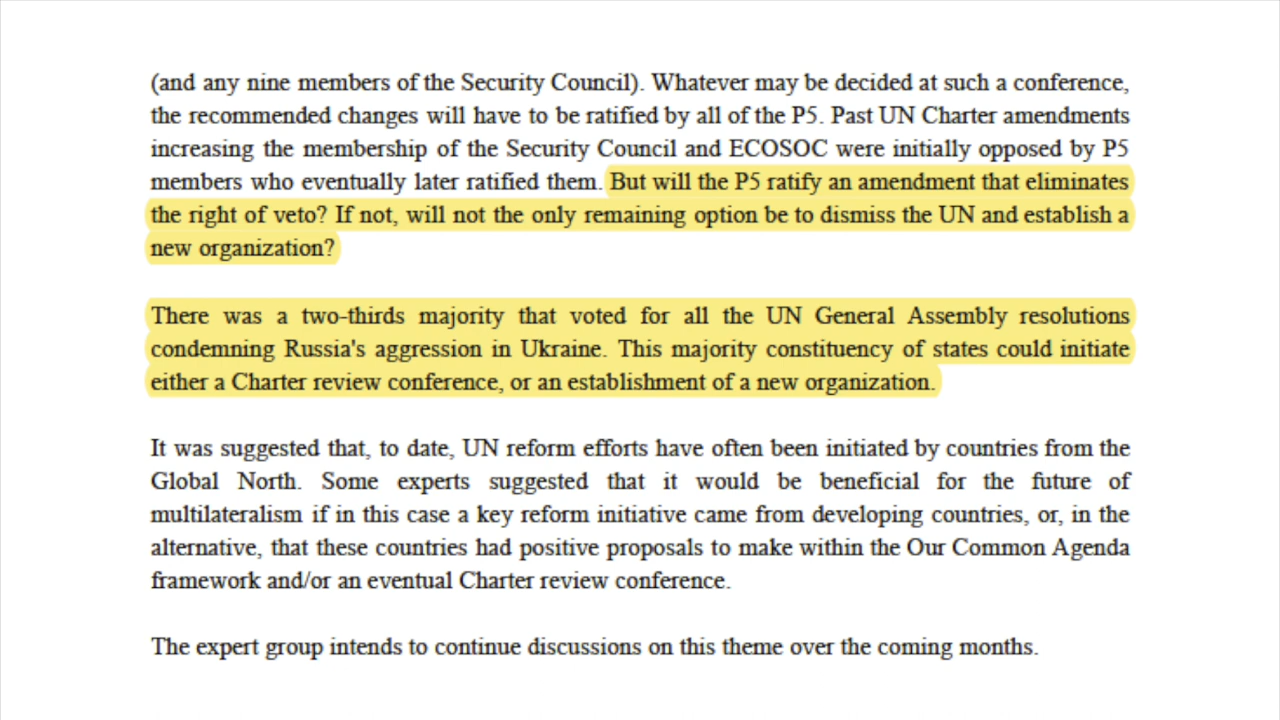 (and any nine members of the Security Council). Whatever may be decided at such a conference,
the recommended changes will have to be ratified by all of the P5. Past UN Charter amendments
increasing the membership of the Security Council and ECOSOC were initially opposed by P5
members who eventually later ratified them. But will the P5 ratify an amendment that eliminates
the right of veto? If not, will not the only remaining option be to dismiss the UN and establish a
new organization?
There was a two-thirds majority that voted for all the UN General Assembly resolutions
condemning Russia's aggression in Ukraine. This majority constituency of states could initiate
either a Charter review conference, or an establishment of a new organization.
It was suggested that, to date, UN reform efforts have often been initiated by countries from the
Global North. Some experts suggested that it would be beneficial for the future of
multilateralism if in this case a key reform initiative came from developing countries, or, in the
alternative, that these countries had positive proposals to make within the Our Common Agenda
framework and/or an eventual Charter review conference.
The expert group intends to continue discussions on this theme over the coming months.